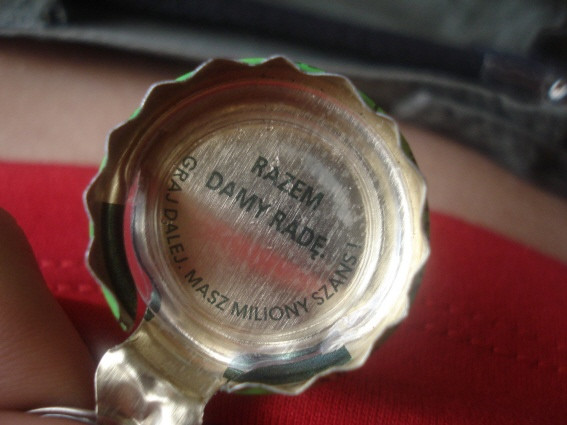 RAZEM
DAMY RADĘ.
GRAJ DALEJ. MASZ MILIONY SZANS!